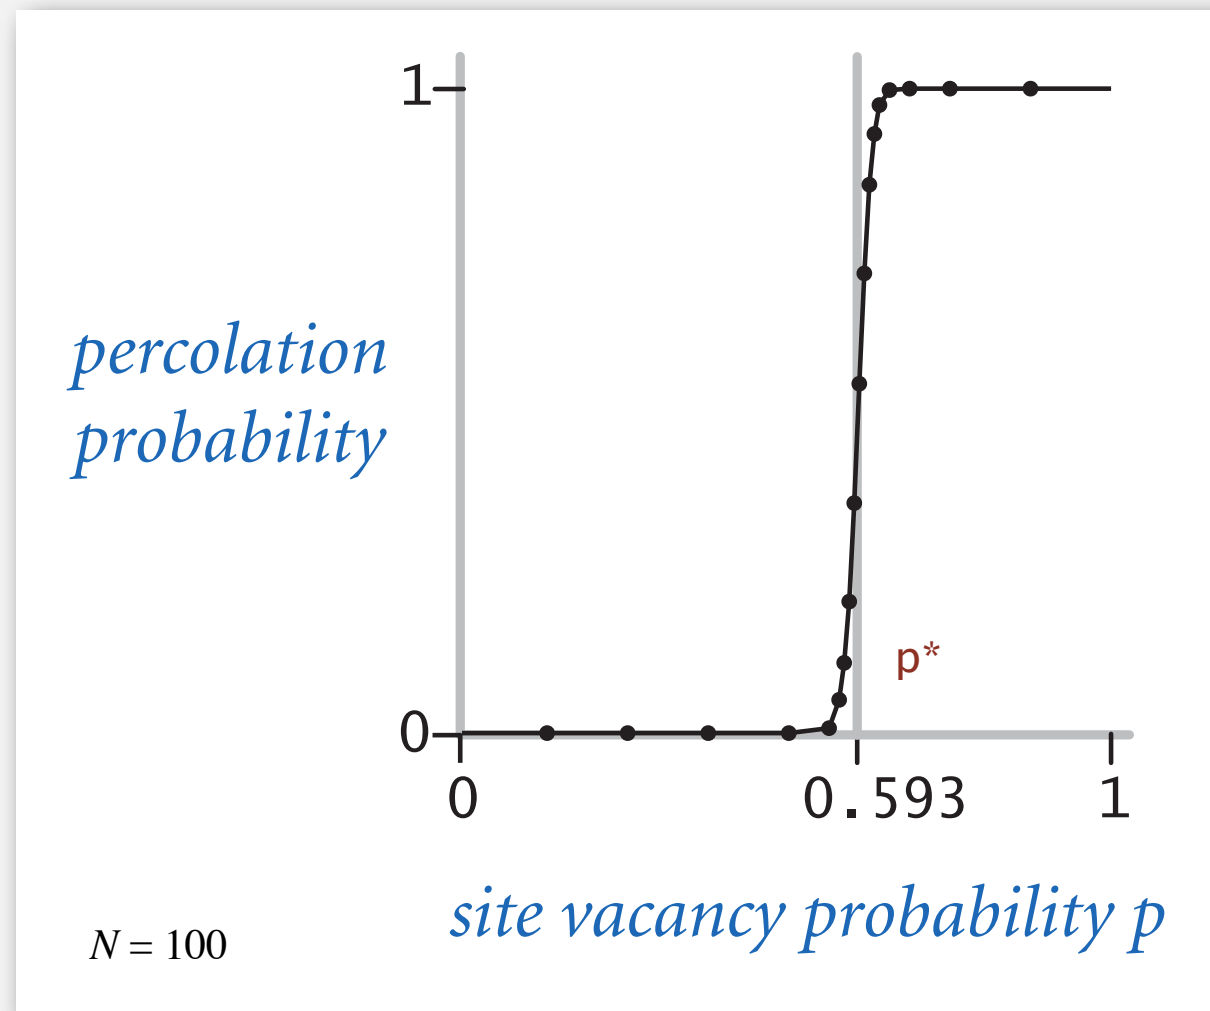 1
percolation
probability
p*
0
0
0.593
1
site vacancy probability p
N = 100